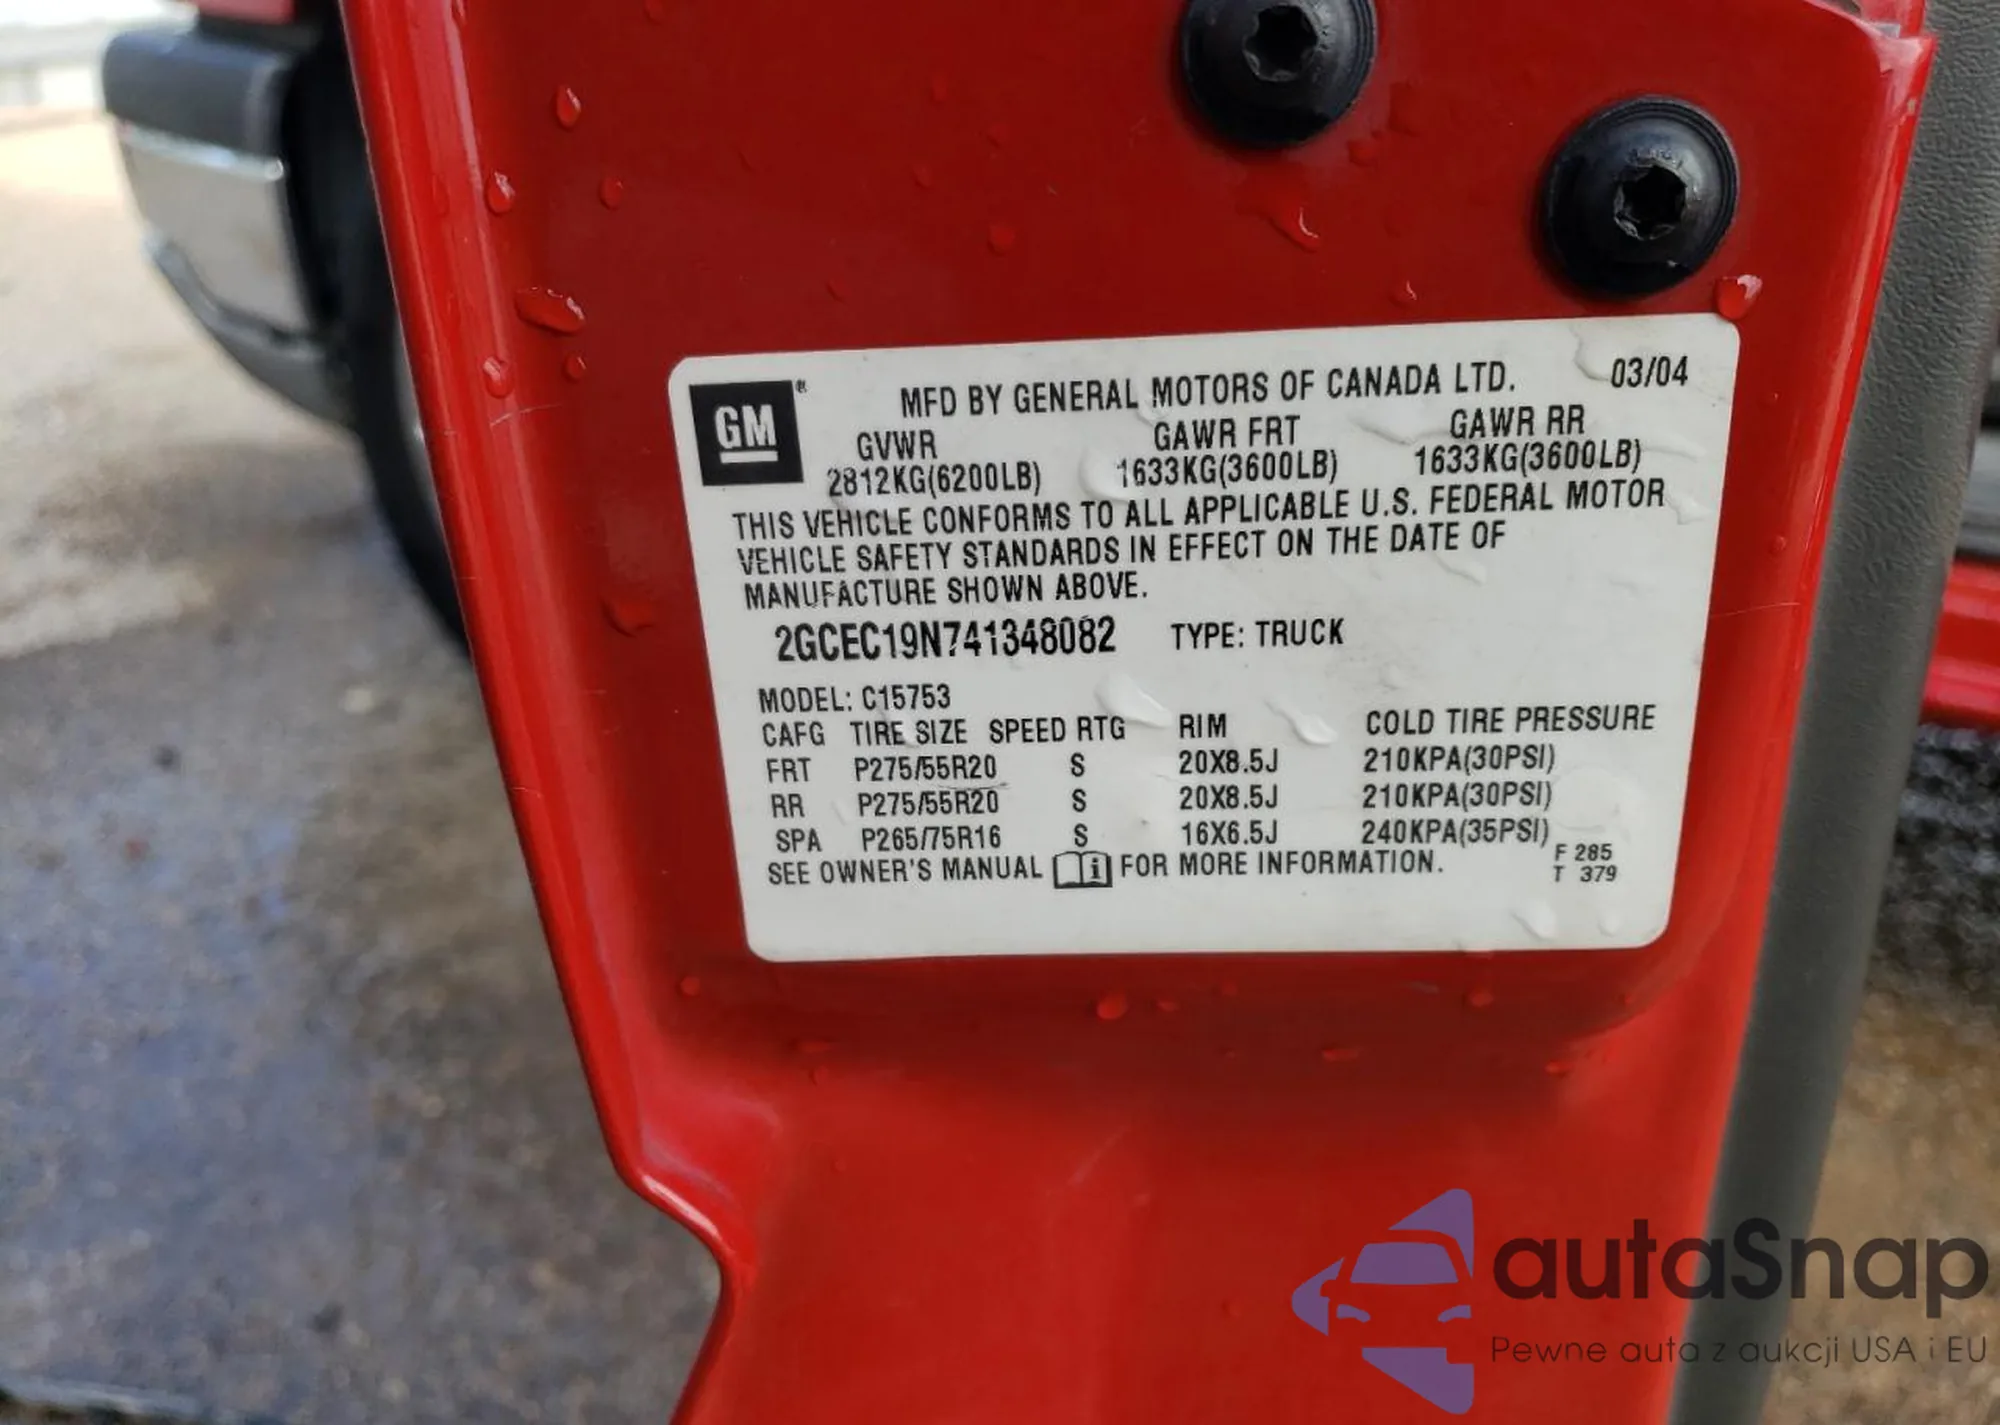 GM®
MFD BY GENERAL MOTORS OF CANADA LTD. 03/04
GVWR GAWR FRT GAWR RR
2812KG(6200LB) 1633KG(3600LB) 1633KG(3600LB)
THIS VEHICLE CONFORMS TO ALL APPLICABLE U.S. FEDERAL MOTOR
VEHICLE SAFETY STANDARDS IN EFFECT ON THE DATE OF
MANUFACTURE SHOWN ABOVE.
2GCEC19N741348082 TYPE: TRUCK
MODEL: C15753
CAFG TIRE SIZE SPEED RTG RIM COLD TIRE PRESSURE
FRT P275/55R20 S 20X8.5J 210KPA(30PSI)
RR P275/55R20 S 20X8.5J 210KPA(30PSI)
SPA P265/75R16 S 16X6.5J 240KPA(35PSI)
SEE OWNER'S MANUAL i FOR MORE INFORMATION.
F 285
T 379
autaSnap
Pewne auta z aukcji USA i EU